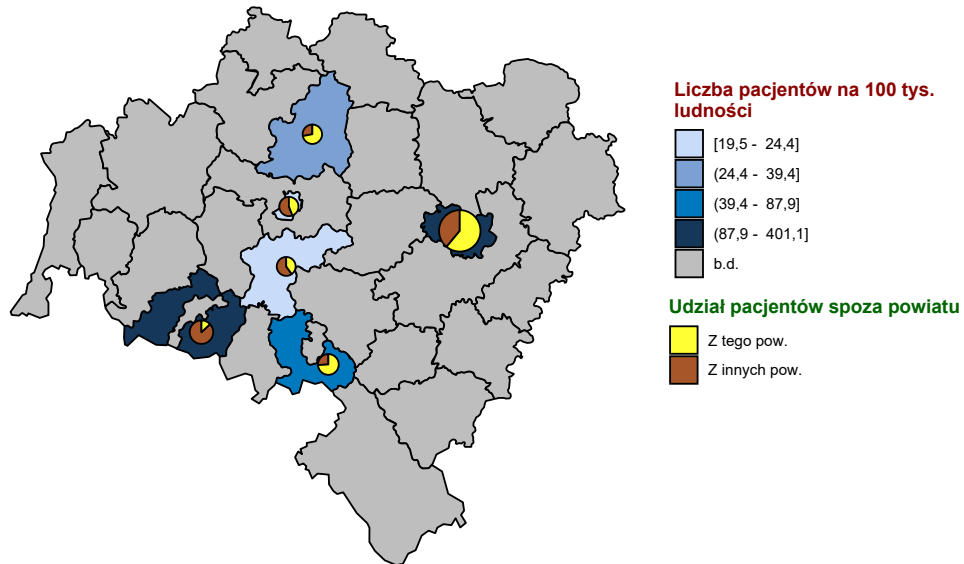 Liczba pacjentów na 100 tys.
ludności
[19,5 - 24,4]
(24,4 - 39,4]
(39,4 - 87,9]
(87,9 - 401,1]
b.d.
Udział pacjentów spoza powiatu
Z tego pow.
Z innych pow.